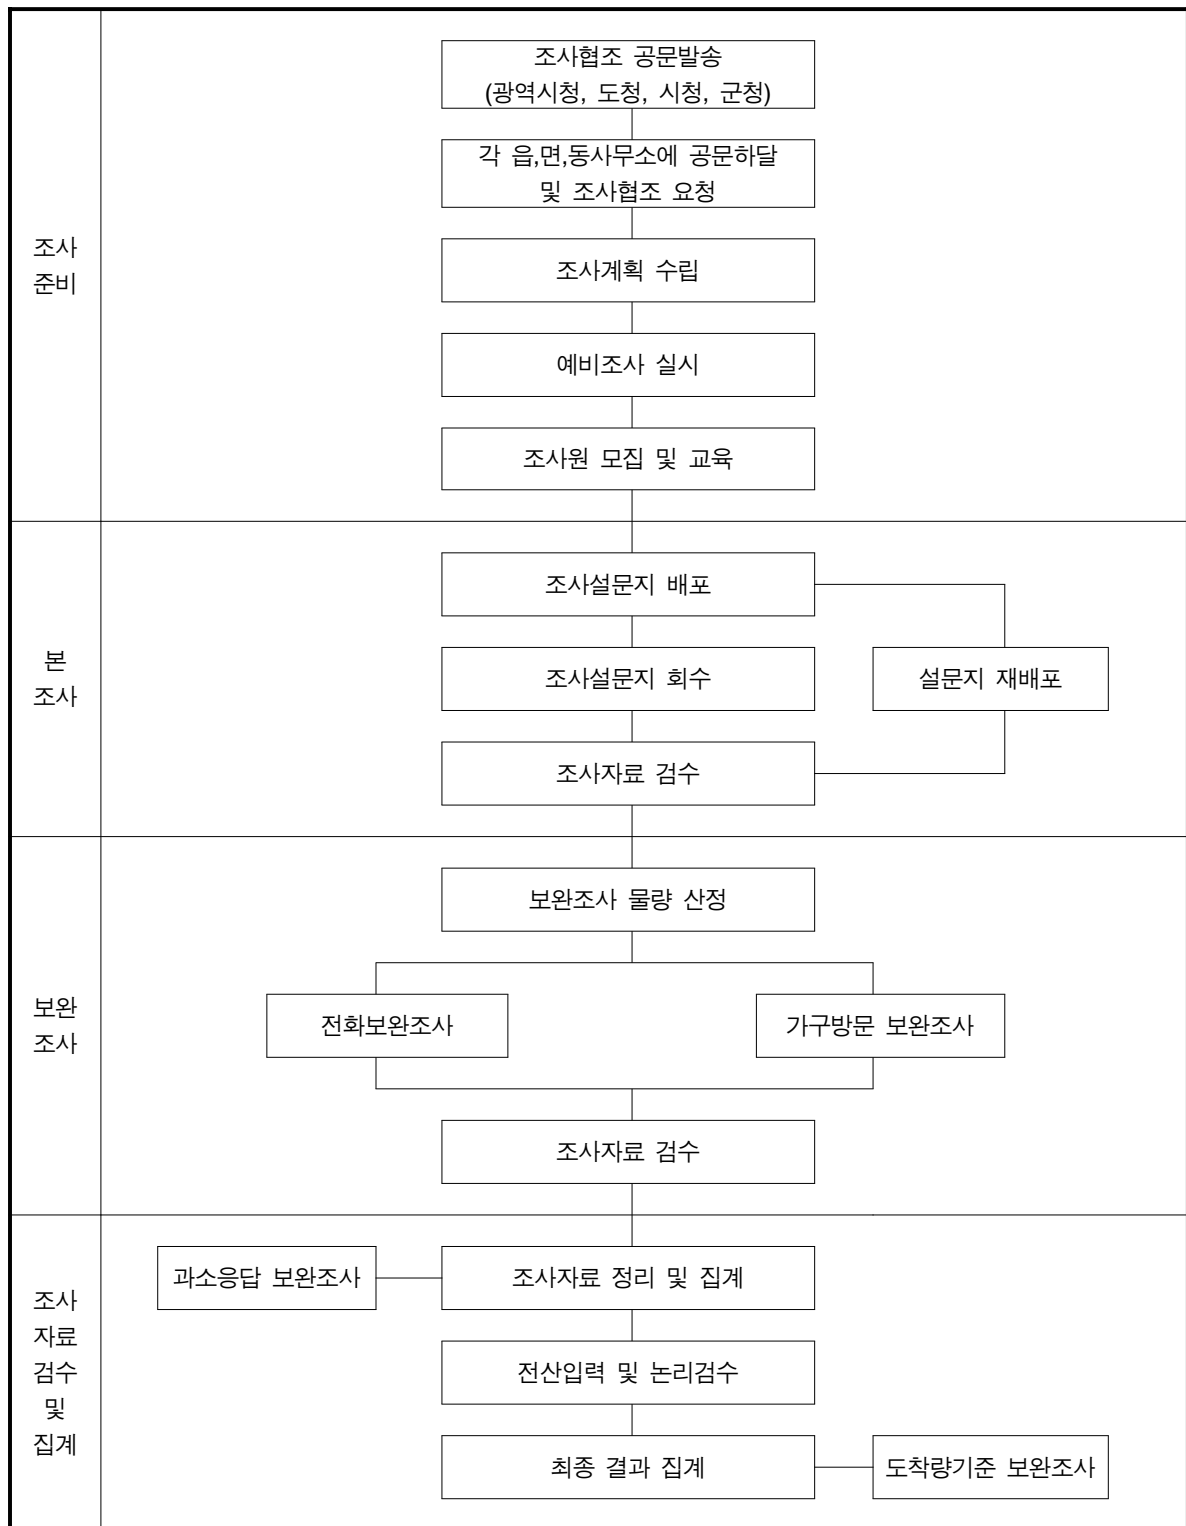 조사협조 공문발송
(광역시청, 도청, 시청, 군청)
각 읍,면,동사무소에 공문하달
및 조사협조 요청
조사
준비
조사계획 수립
예비조사 실시
조사원 모집 및 교육
조사설문지 배포
본
조사
조사설문지 회수
설문지 재배포
조사자료 검수
보완조사 물량 산정
보완
조사
전화보완조사
가구방문 보완조사
조사자료 검수
조사
자료
검수
및
집계
과소응답 보완조사
조사자료 정리 및 집계
전산입력 및 논리검수
최종 결과 집계
도착량기준 보완조사